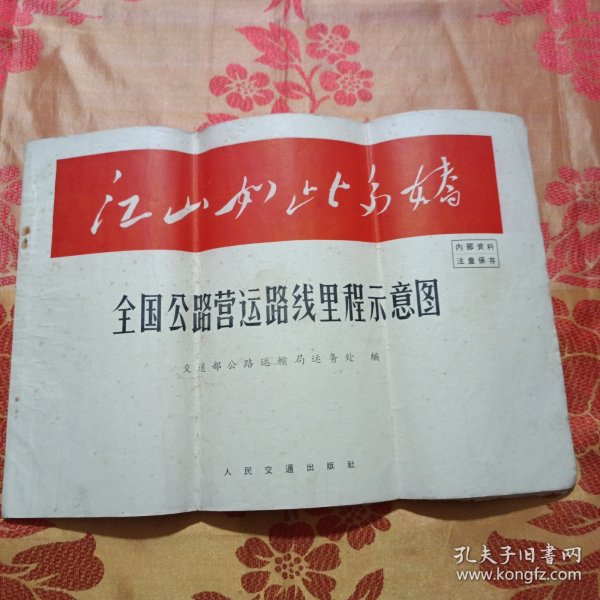 江山如此多娇
内部资料
注意保存
全国公路营运路线里程示意图
交通部公路运输局运务处 编
人民交通出版社
孔夫子旧書网
www.kongfz.com